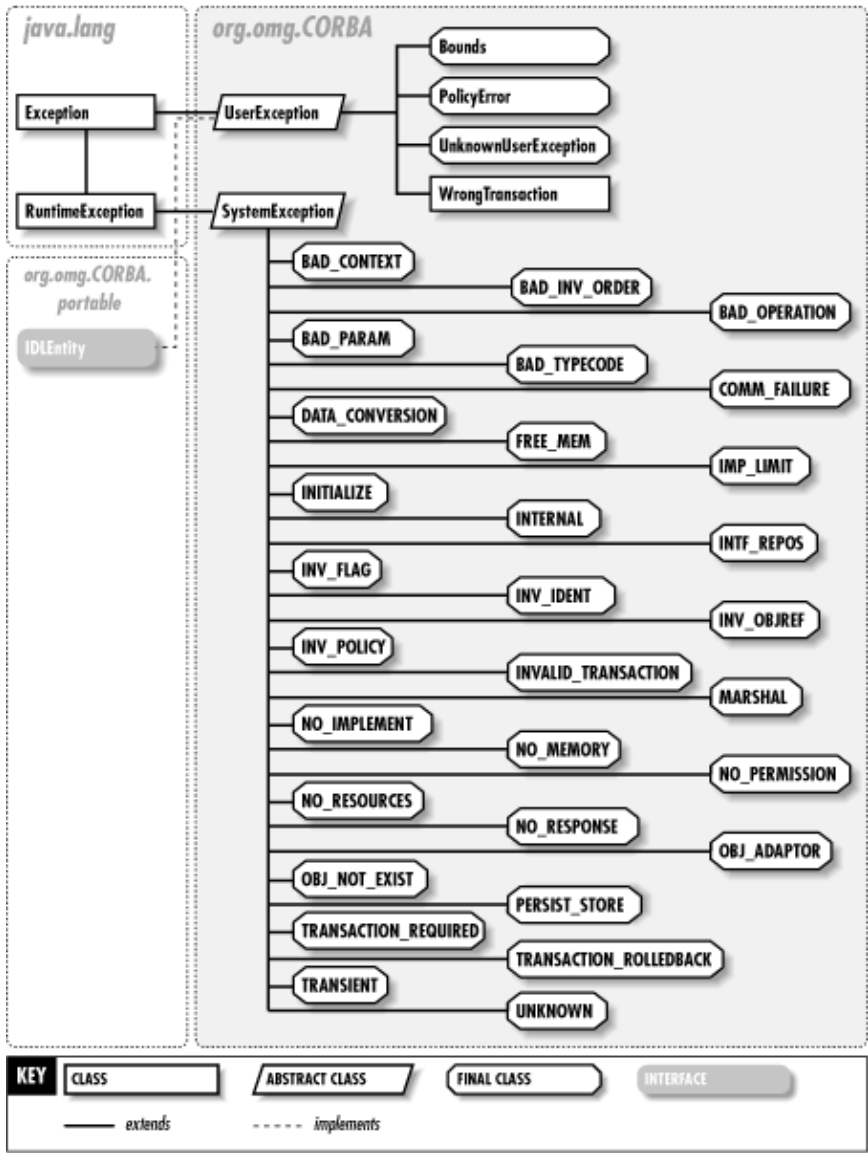 java.lang
org.omg.CORBA
Bounds
Exception
UserException
PolicyError
UnknownUserException
WrongTransaction
RuntimeException
SystemException
org.omg.CORBA.
portable
IDLEntity
BAD_CONTEXT
BAD_INV_ORDER
BAD_OPERATION
BAD_PARAM
BAD_TYPECODE
COMM_FAILURE
DATA_CONVERSION
FREE_MEM
IMP_LIMIT
INITIALIZE
INTERNAL
INTF_REPOS
INV_FLAG
INV_IDENT
INV_OBJREF
INV_POLICY
INVALID_TRANSACTION
MARSHAL
NO_IMPLEMENT
NO_MEMORY
NO_PERMISSION
NO_RESOURCES
NO_RESPONSE
OBJ_ADAPTOR
OBJ_NOT_EXIST
PERSIST_STORE
TRANSACTION_REQUIRED
TRANSACTION_ROLLEDBACK
TRANSIENT
UNKNOWN
KEY
CLASS
ABSTRACT CLASS
FINAL CLASS
INTERFACE
extends
implements